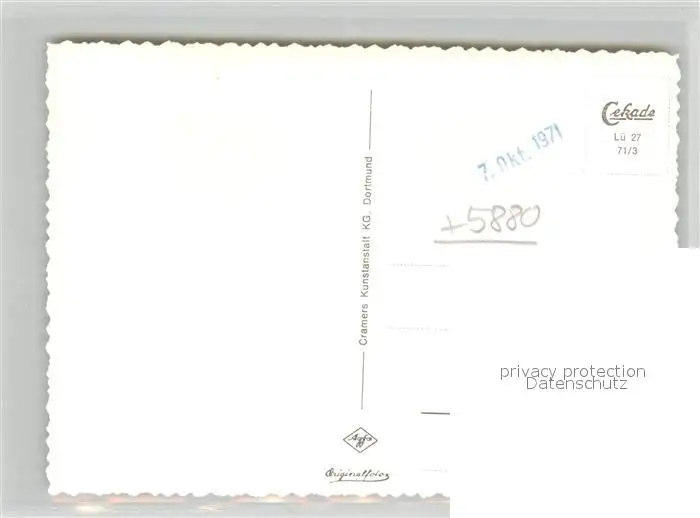 Cekade
Lü 27
71/3
7. Okt. 1971
+5880
Cramers Kunstanstalt KG. Dortmund
privacy protection
Datenschutz
Agfa
Originalfoto